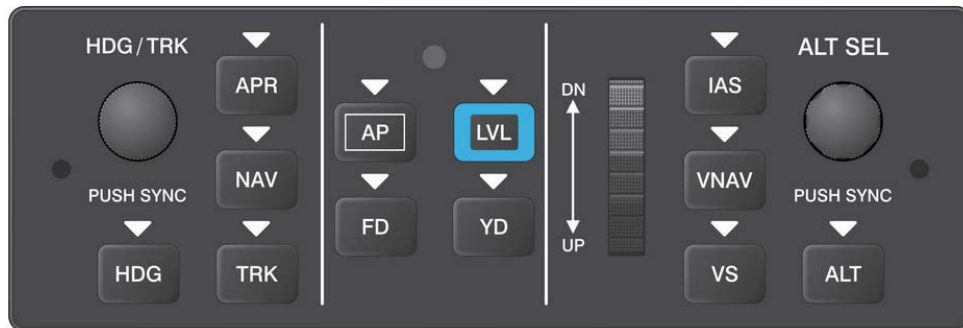 HDG / TRK
APR
NAV
PUSH SYNC
HDG
TRK
AP
LVL
FD
YD
DN
UP
IAS
ALT SEL
VNAV
PUSH SYNC
VS
ALT